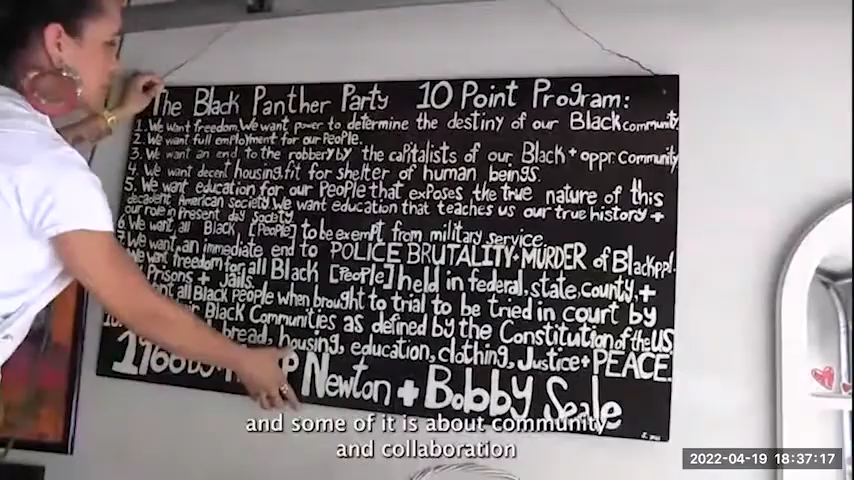 The Black Panther Party 10 Point Program:
1. We want freedom. We want power to determine the destiny of our Black community.
2. We want full employment for our People.
3. We want an end to the robbery by the capitalists of our Black + oppr. community
4. We want decent housing, fit for shelter of human beings.
5. We want education for our People that exposes the true nature of this
decadent American society. We want education that teaches us our true history +
our role in Present day Society
6. We want all Black [People] to be exempt from military service.
We want an immediate end to POLICE BRUTALITY + MURDER of Black ppl.
We want freedom for all Black [People] held in federal, state, county, +
Prisons + Jails.
all Black People when brought to trial to be tried in court by
Black Communities as defined by the Constitution of the US
bread, housing, education, clothing, Justice + PEACE.
1966 by Newton + Bobby Seale
and some of it is about community
and collaboration
2022-04-19 18:37:17